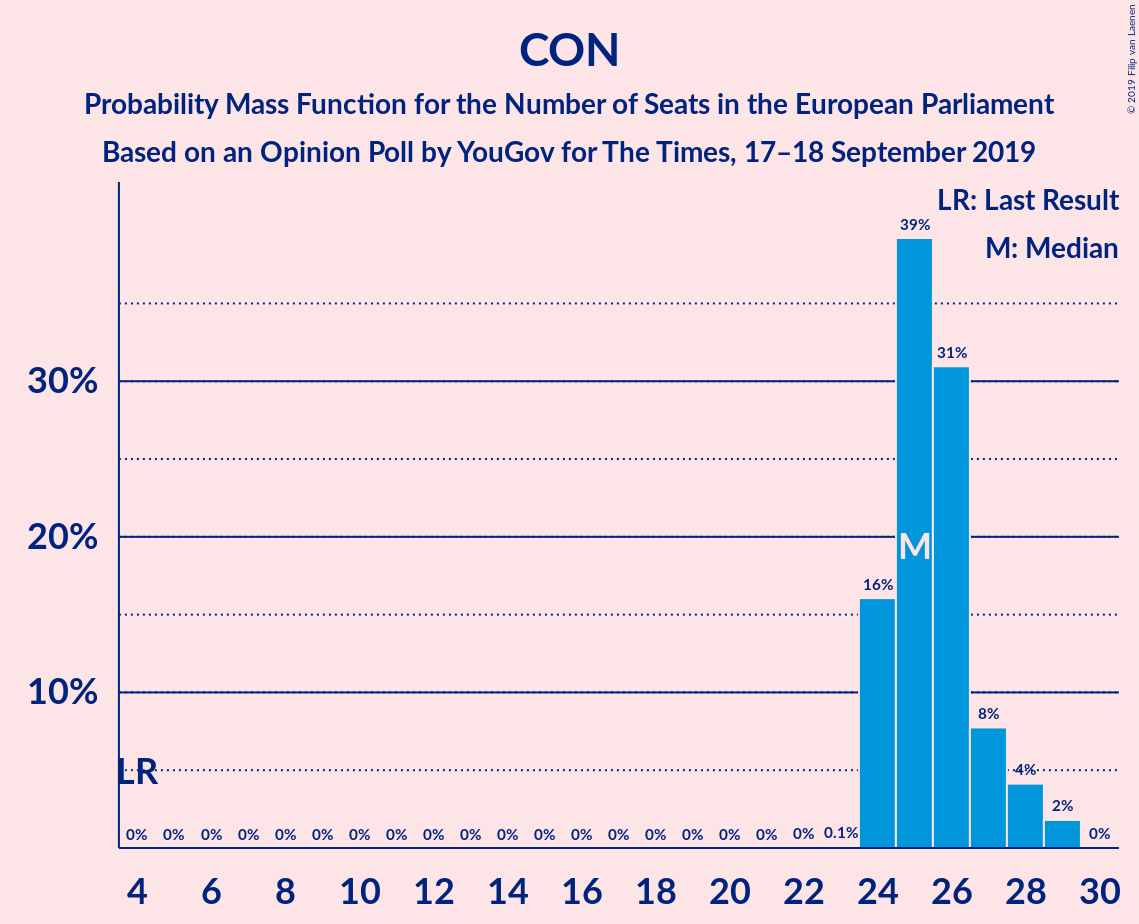 CON
Probability Mass Function for the Number of Seats in the European Parliament
Based on an Opinion Poll by YouGov for The Times, 17–18 September 2019
© 2019 Filip van Laenen
LR: Last Result
M: Median
39%
31%
30%
20%
M
16%
10%
8%
LR
4%
2%
0% 0% 0% 0% 0% 0% 0% 0% 0% 0% 0% 0% 0% 0% 0% 0% 0% 0% 0% 0.1% 0%
4 6 8 10 12 14 16 18 20 22 24 26 28 30